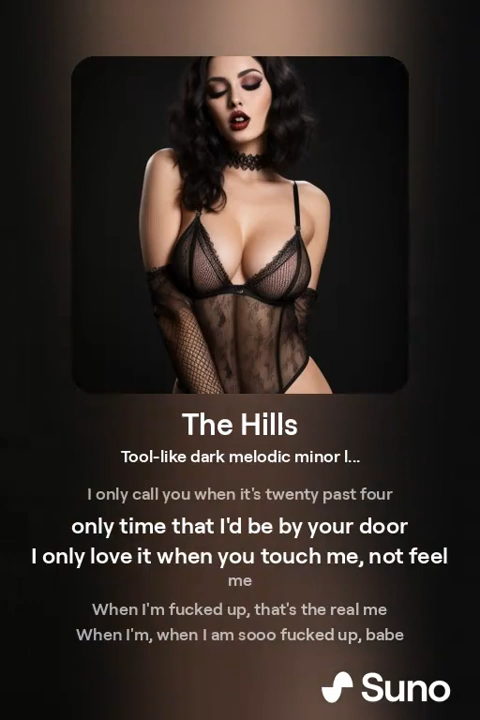 The Hills
Tool-like dark melodic minor l...
I only call you when it's twenty past four
only time that I'd be by your door
I only love it when you touch me, not feel
me
When I'm fucked up, that's the real me
When I'm, when I am sooo fucked up, babe
Suno